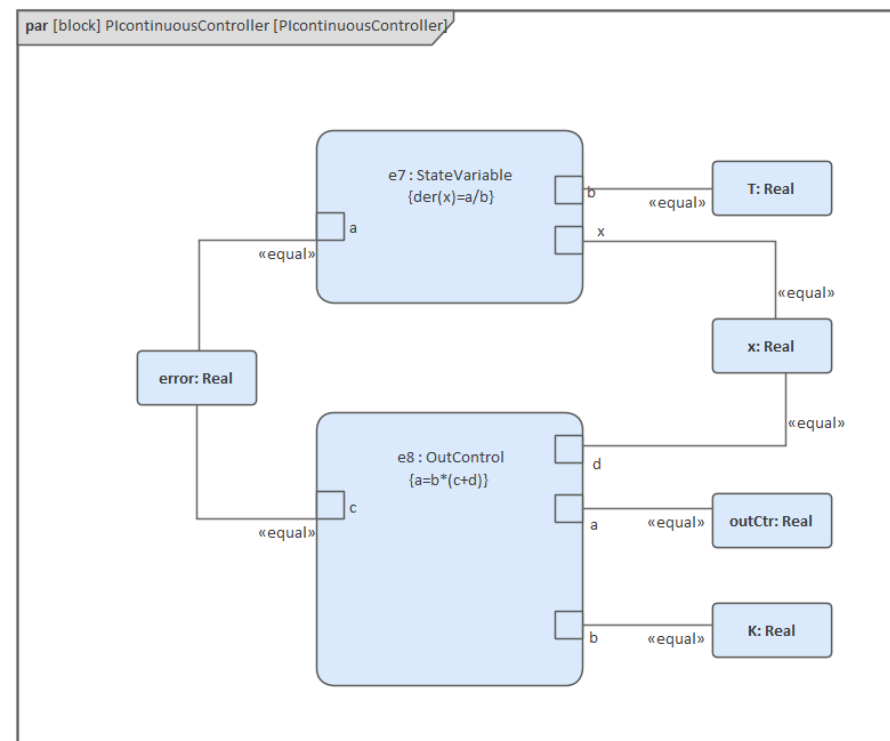 par [block] PIcontinuousController [PIcontinuousController]
e7 : StateVariable
{der(x)=a/b}
b
«equal»
T: Real
a
«equal»
x
«equal»
x: Real
error: Real
«equal»
e8 : OutControl
{a=b*(c+d)}
d
c
«equal»
a
«equal»
outCtr: Real
b
«equal»
K: Real